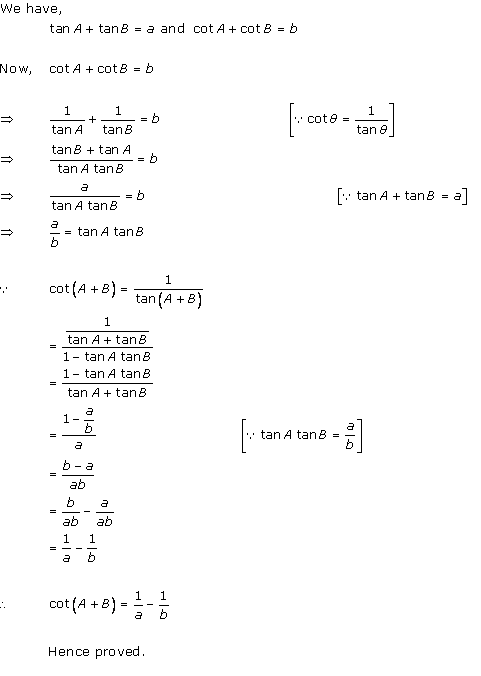 We have,
tan A + tan B = a and cot A + cot B = b
Now, cot A + cot B = b
⇒ 1/tan A + 1/tan B = b [∵ cot θ = 1/tan θ]
⇒ (tan B + tan A)/(tan A tan B) = b
⇒ a/(tan A tan B) = b [∵ tan A + tan B = a]
⇒ a/b = tan A tan B
∵ cot(A + B) = 1/tan(A + B)
= 1/((tan A + tan B)/(1 − tan A tan B))
= (1 − tan A tan B)/(tan A + tan B)
= (1 − a/b)/a [∵ tan A tan B = a/b]
= (b − a)/ab
= b/ab − a/ab
= 1/a − 1/b
∴ cot(A + B) = 1/a − 1/b
Hence proved.